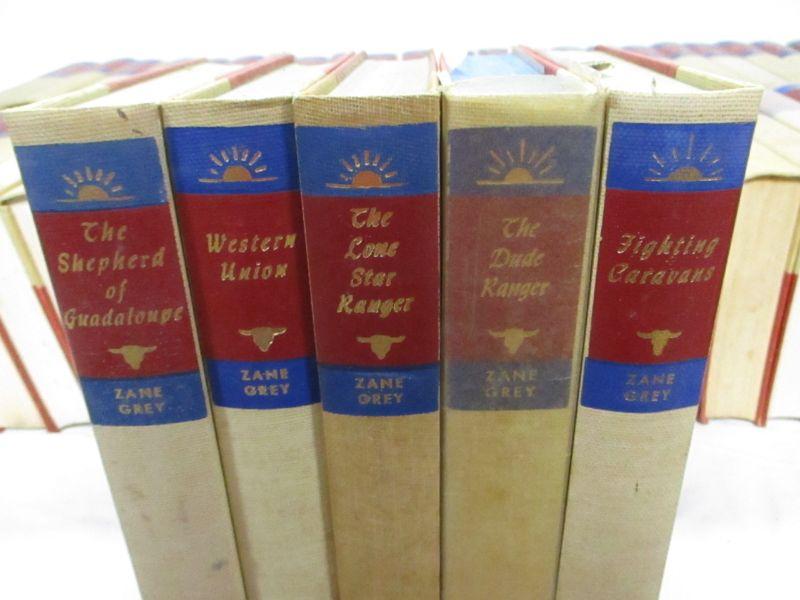 The
Shepherd
of
Guadaloupe
ZANE
GREY
Western
Union
ZANE
GREY
The
Lone
Star
Ranger
ZANE
GREY
The
Dude
Ranger
ZANE
GREY
Fighting
Caravans
ZANE
GREY